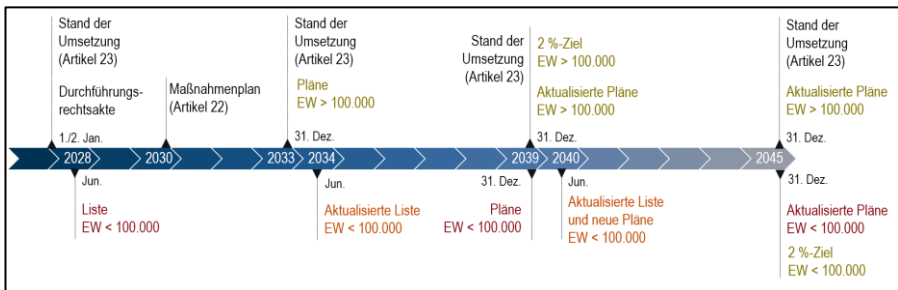 Stand der
Umsetzung
(Artikel 23)
Durchführungs-
rechtsakte
1./2. Jan.
Maßnahmenplan
(Artikel 22)
Stand der
Umsetzung
(Artikel 23)
Pläne
EW > 100.000
31. Dez.
Stand der
Umsetzung
(Artikel 23)
2 %-Ziel
EW > 100.000
Aktualisierte Pläne
EW > 100.000
31. Dez.
Stand der
Umsetzung
(Artikel 23)
Aktualisierte Pläne
EW > 100.000
31. Dez.
2028 2030 2033 2034 2039 2040 2045
Jun.
Liste
EW < 100.000
Jun.
Aktualisierte Liste
EW < 100.000
31. Dez.
Pläne
EW < 100.000
Jun.
Aktualisierte Liste
und neue Pläne
EW < 100.000
31. Dez.
Aktualisierte Pläne
EW < 100.000
2 %-Ziel
EW < 100.000